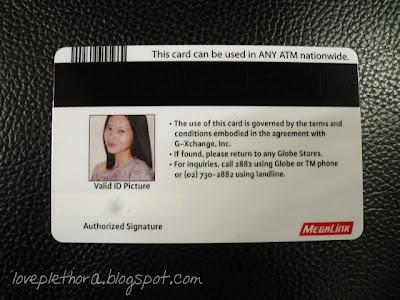 This card can be used in ANY ATM nationwide.
• The use of this card is governed by the terms and
conditions embodied in the agreement with
G-Xchange, Inc.
• If found, please return to any Globe Stores.
• For inquiries, call 2882 using Globe or TM phone
or (02) 730-2882 using landline.
Valid ID Picture
Authorized Signature
MEGALINK
loveplethora.blogspot.com